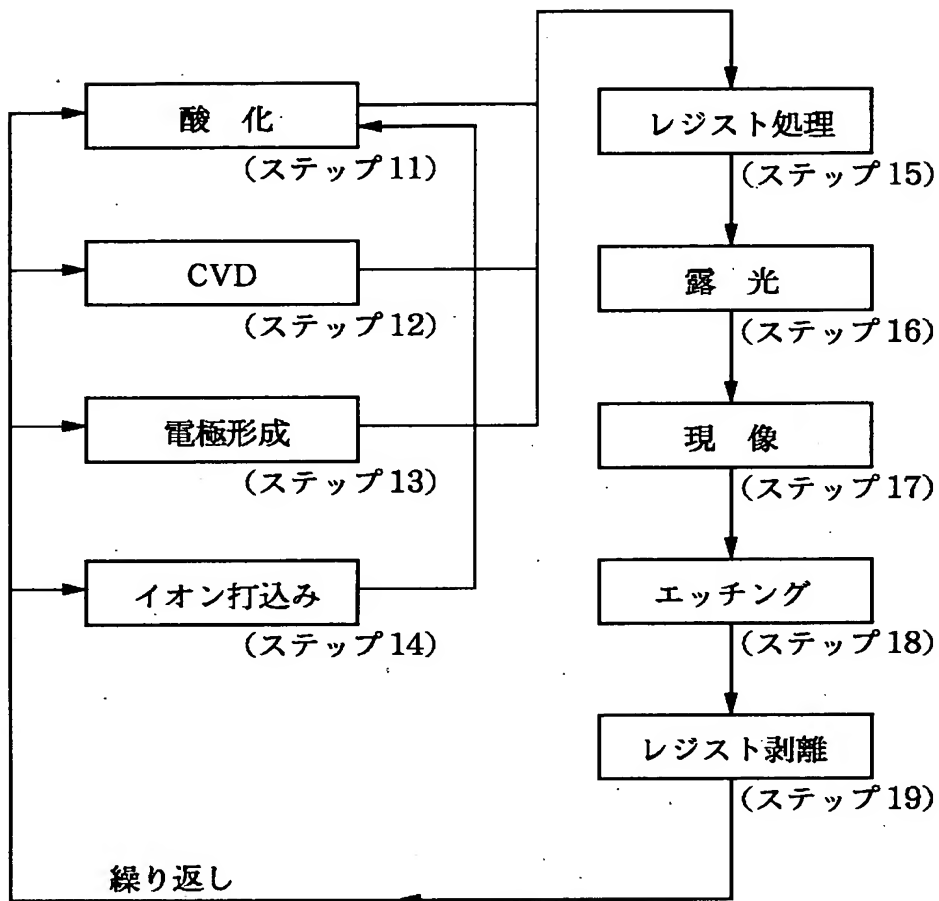 酸 化
(ステップ11)
CVD
(ステップ12)
電極形成
(ステップ13)
イオン打込み
(ステップ14)
レジスト処理
(ステップ15)
露 光
(ステップ16)
現 像
(ステップ17)
エッチング
(ステップ18)
レジスト剥離
(ステップ19)
繰り返し